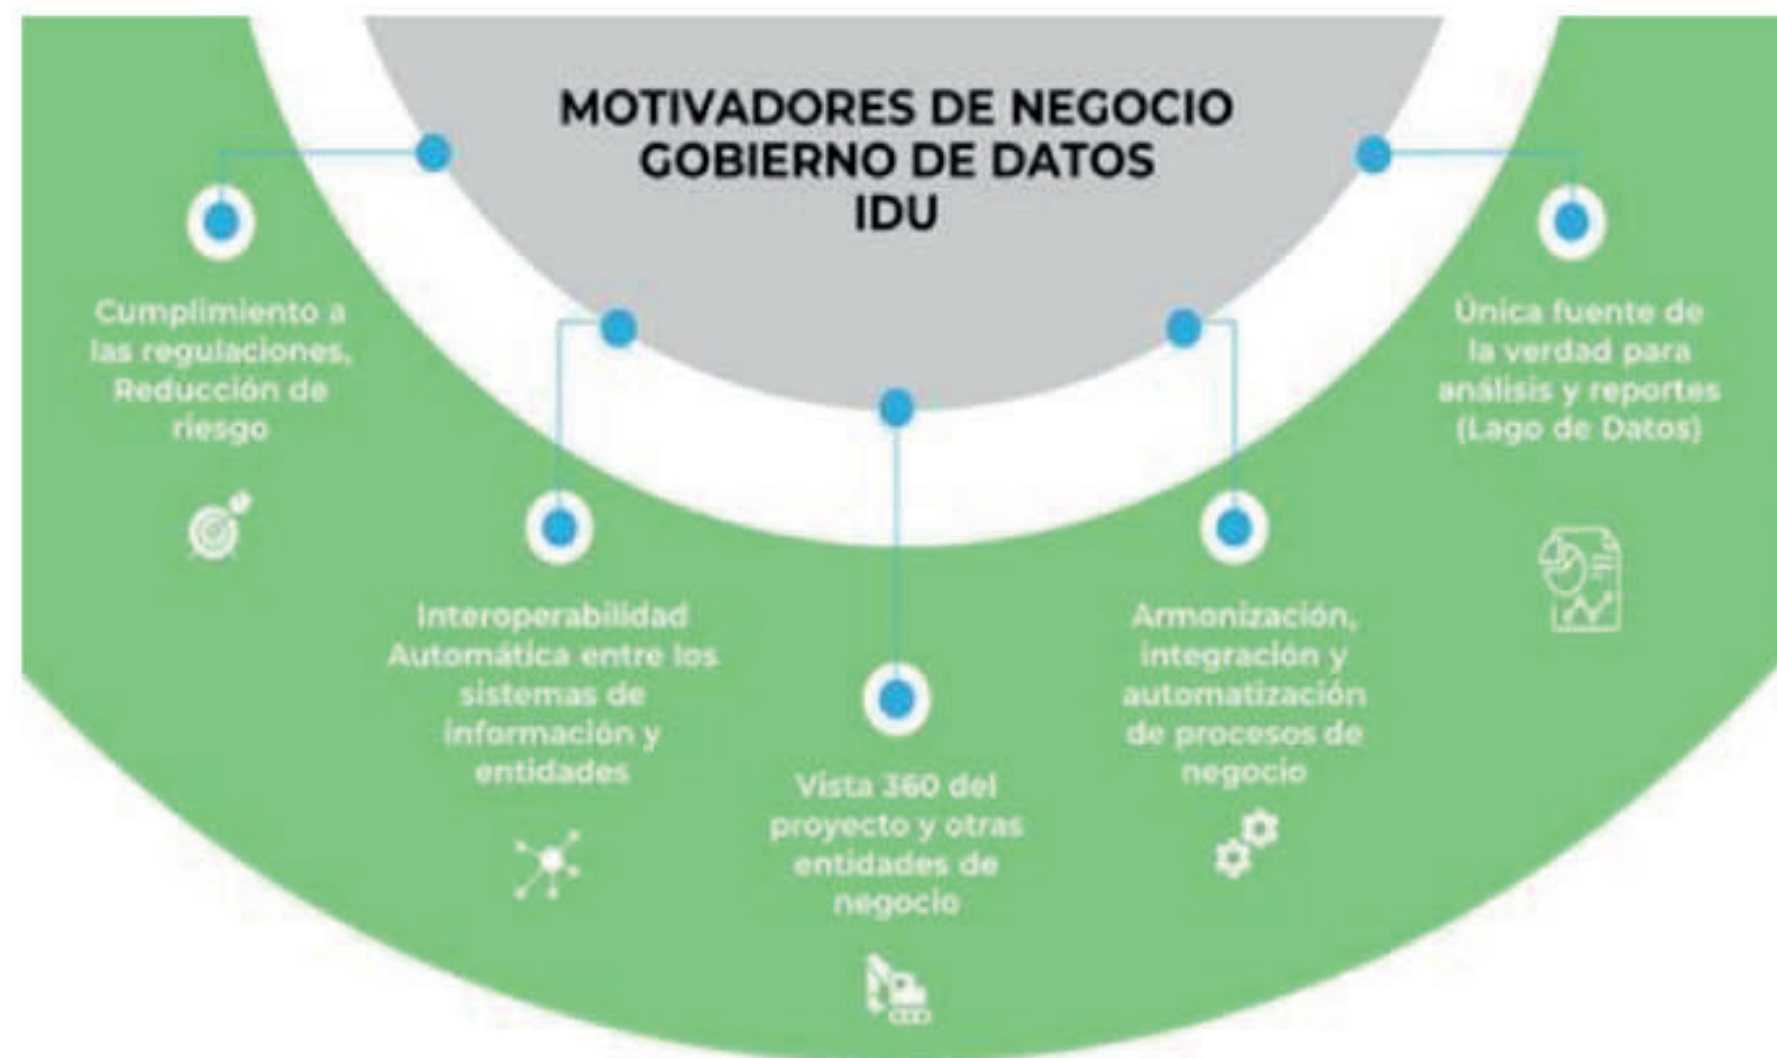 MOTIVADORES DE NEGOCIO
GOBIERNO DE DATOS
IDU
Cumplimiento a
las regulaciones,
Reducción de
riesgo
Interoperabilidad
Automática entre los
sistemas de
información y
entidades
Vista 360 del
proyecto y otras
entidades de
negocio
Armonización,
integración y
automatización
de procesos de
negocio
Única fuente de
la verdad para
análisis y reportes
(Lago de Datos)